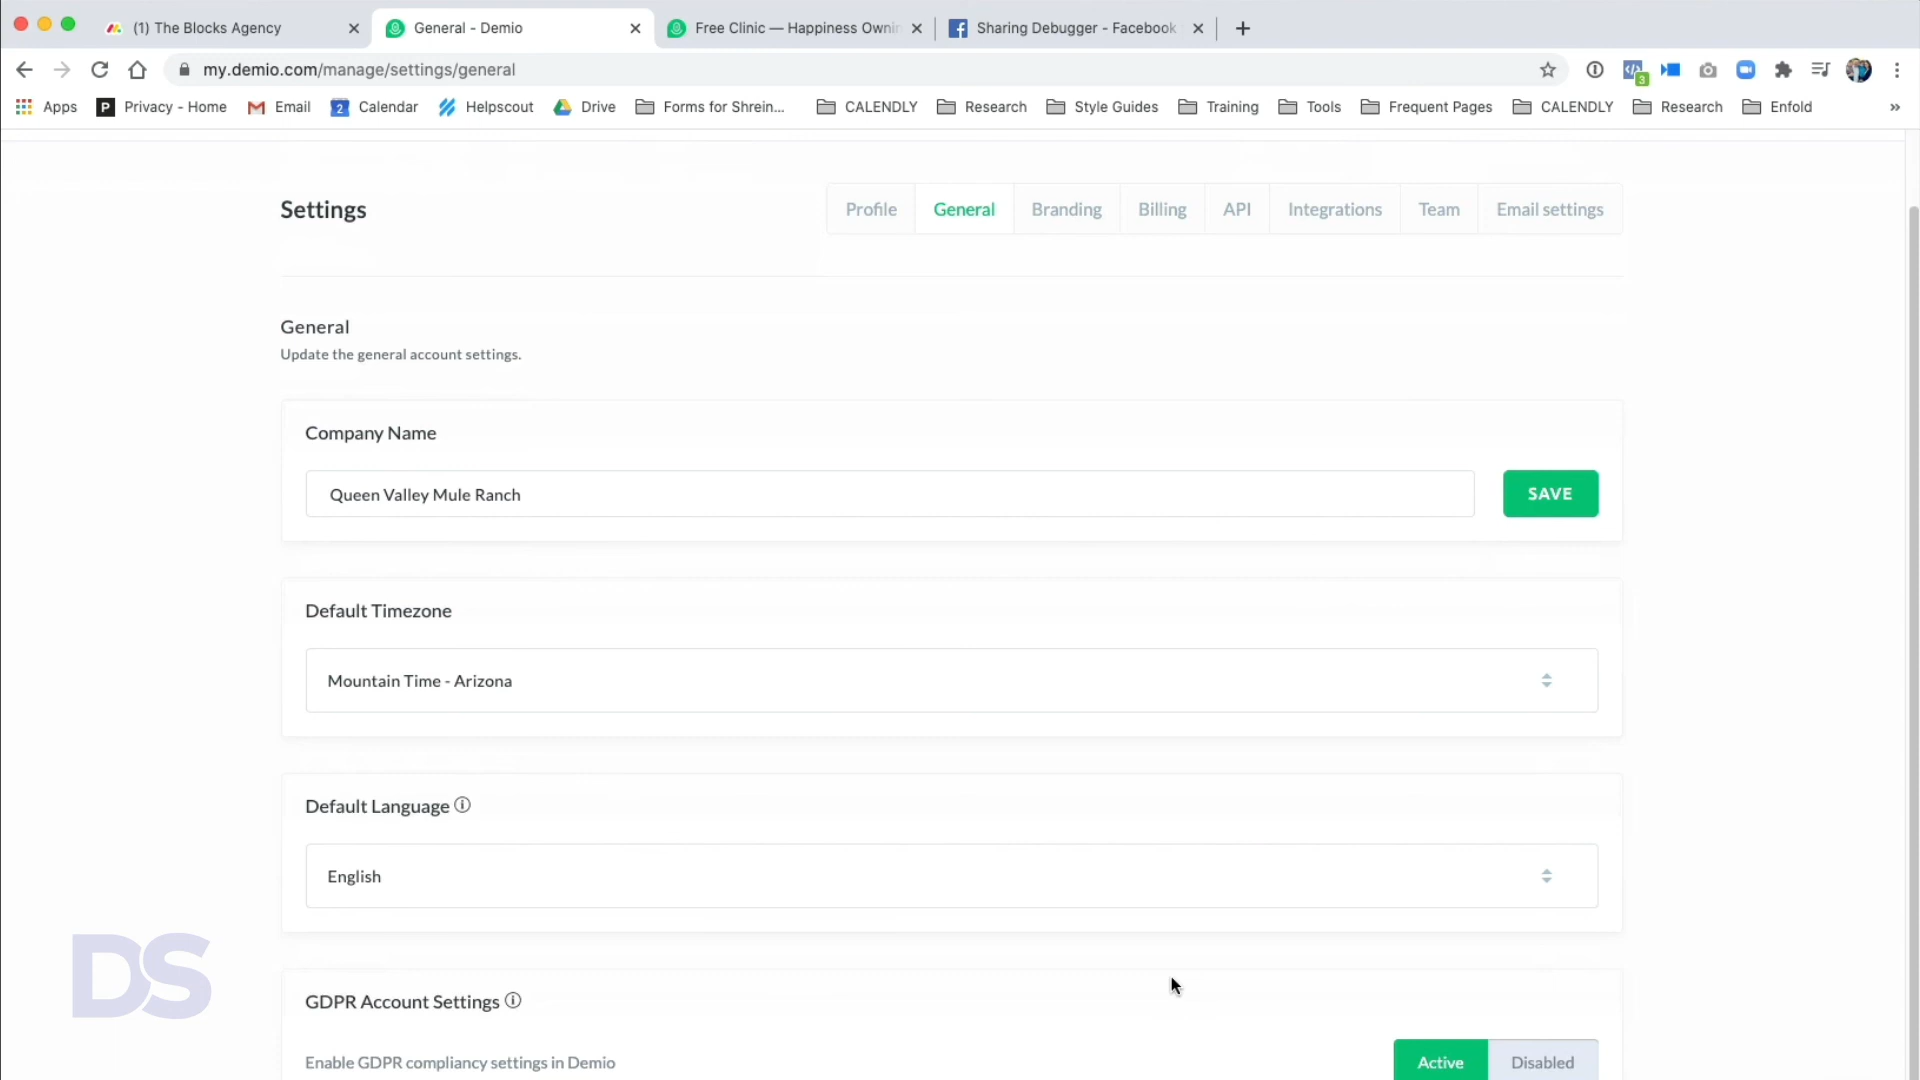 (1) The Blocks Agency
General - Demio
Free Clinic — Happiness Ownin
Sharing Debugger - Facebook
my.demio.com/manage/settings/general
3
Apps
P
Privacy - Home
Email
2
Calendar
Helpscout
Drive
Forms for Shrein...
CALENDLY
Research
Style Guides
Training
Tools
Frequent Pages
CALENDLY
Research
Enfold
»
Settings
Profile
General
Branding
Billing
API
Integrations
Team
Email settings
General
Update the general account settings.
Company Name
Queen Valley Mule Ranch
SAVE
Default Timezone
Mountain Time - Arizona
Default Language
English
DS
GDPR Account Settings
Enable GDPR compliancy settings in Demio
Active
Disabled